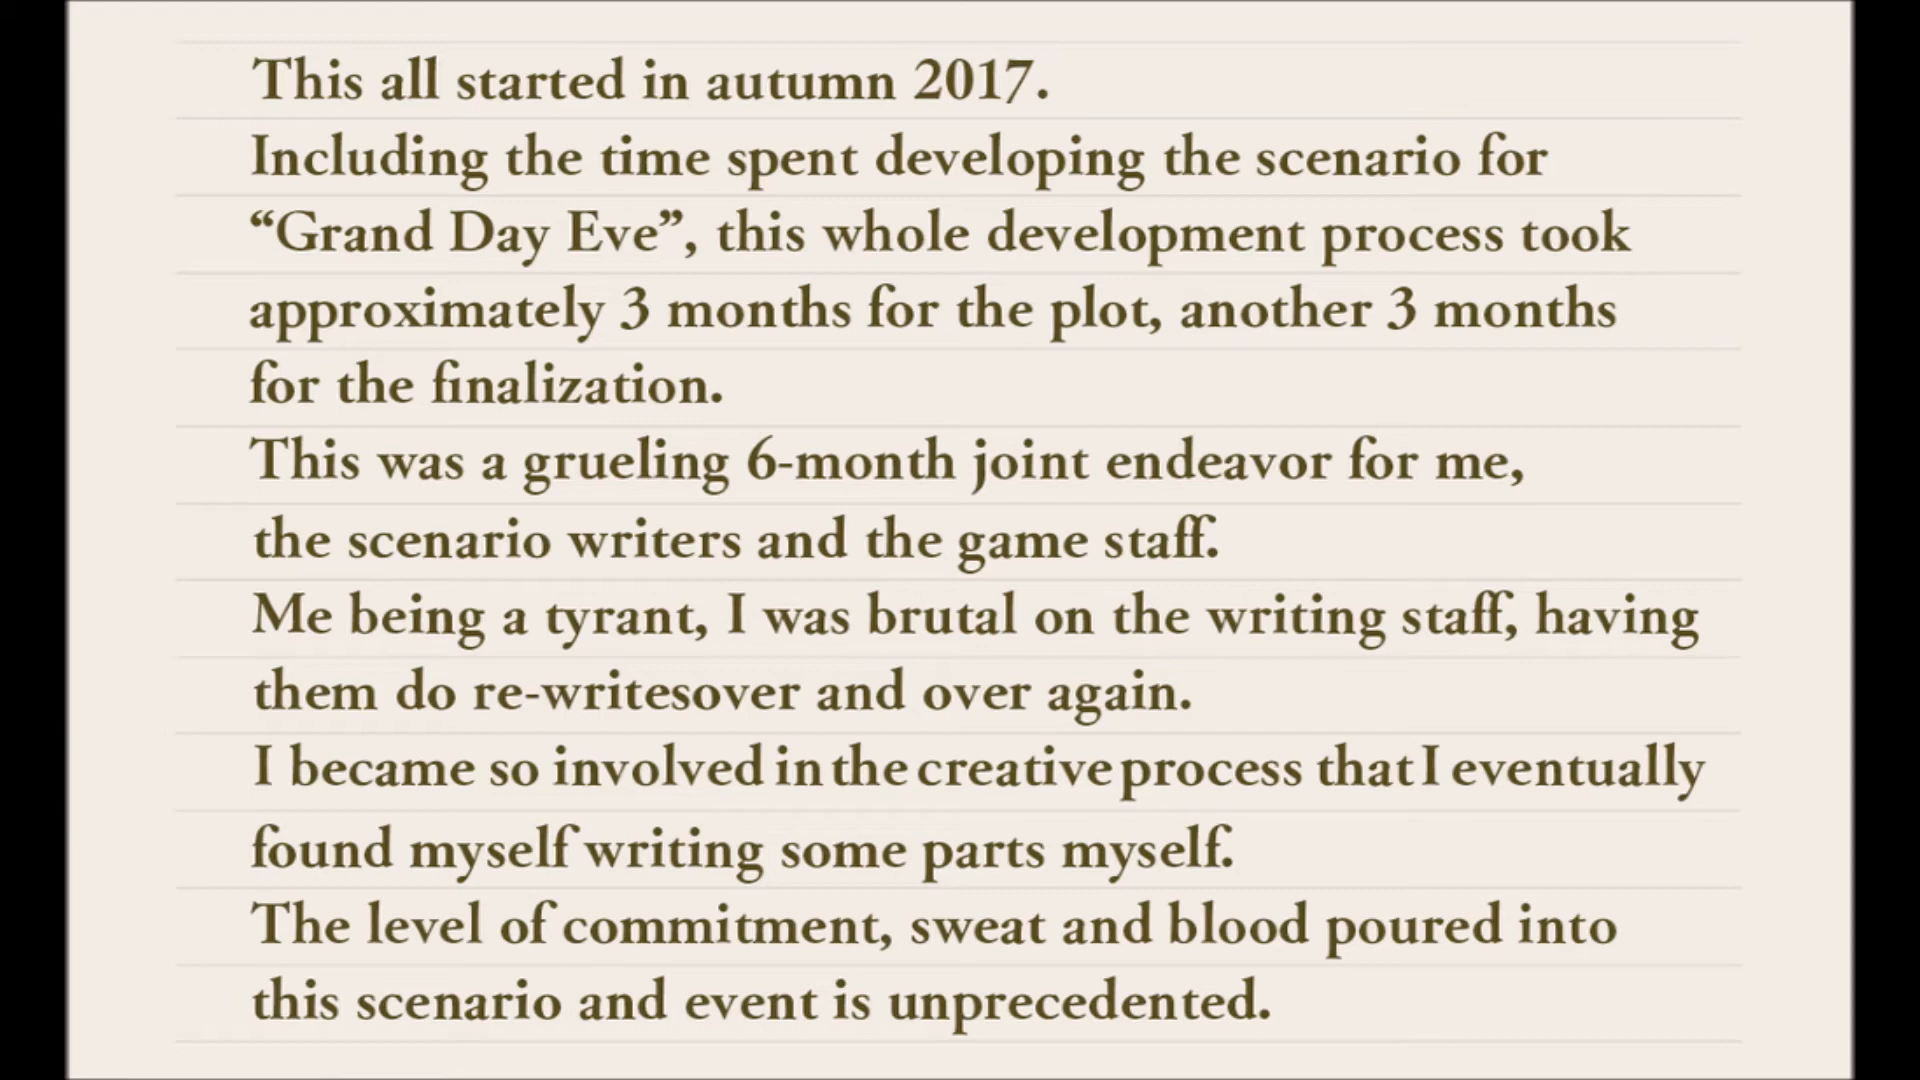 This all started in autumn 2017.
Including the time spent developing the scenario for
“Grand Day Eve”, this whole development process took
approximately 3 months for the plot, another 3 months
for the finalization.
This was a grueling 6-month joint endeavor for me,
the scenario writers and the game staff.
Me being a tyrant, I was brutal on the writing staff, having
them do re-writesover and over again.
I became so involved in the creative process that I eventually
found myself writing some parts myself.
The level of commitment, sweat and blood poured into
this scenario and event is unprecedented.